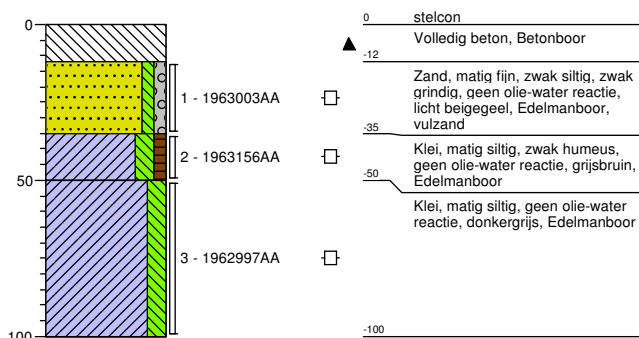 0
50
100
1 - 1963003AA
2 - 1963156AA
3 - 1962997AA
0 stelcon
Volledig beton, Betonboor
-12
Zand, matig fijn, zwak siltig, zwak
grindig, geen olie-water reactie,
licht beigegeel, Edelmanboor,
vulzand
-35
Klei, matig siltig, zwak humeus,
geen olie-water reactie, grijsbruin,
Edelmanboor
-50
Klei, matig siltig, geen olie-water
reactie, donkergrijs, Edelmanboor
-100